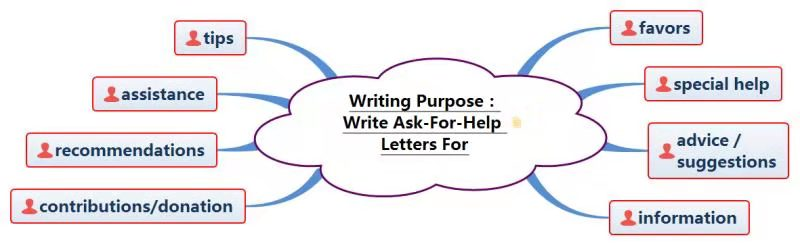 tips
assistance
recommendations
contributions/donation
Writing Purpose :
Write Ask-For-Help
Letters For
favors
special help
advice /
suggestions
information